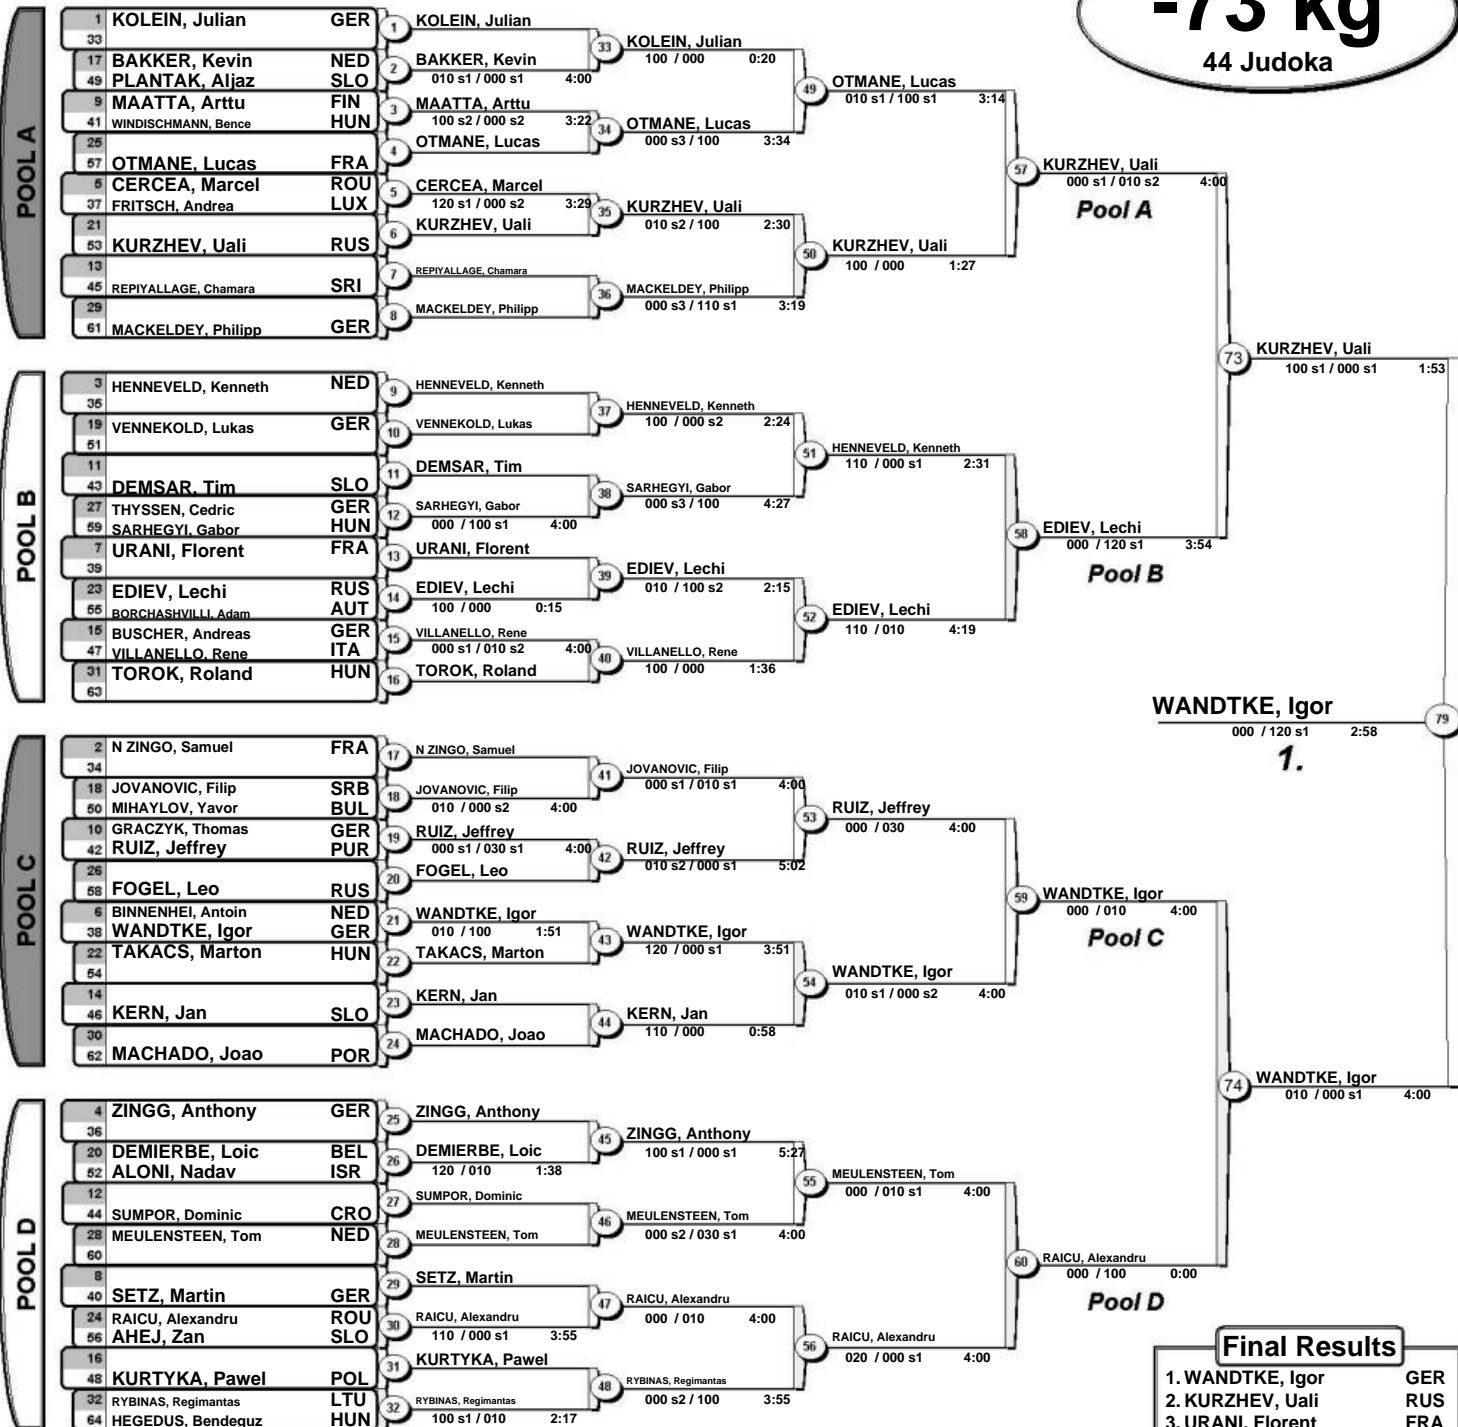 -73 kg
44 Judoka
POOL A
1 KOLEIN, Julian GER
33
17 BAKKER, Kevin NED
49 PLANTAK, Aljaz SLO
9 MAATTA, Arttu FIN
41 WINDISCHMANN, Bence HUN
25
57 OTMANE, Lucas FRA
5 CERCEA, Marcel ROU
37 FRITSCH, Andrea LUX
21
53 KURZHEV, Uali RUS
13
45 REPIYALLAGE, Chamara SRI
29
61 MACKELDEY, Philipp GER
1 KOLEIN, Julian
2 BAKKER, Kevin
010 s1 / 000 s1 4:00
3 MAATTA, Arttu
100 s2 / 000 s2 3:22
4 OTMANE, Lucas
5 CERCEA, Marcel
120 s1 / 000 s2 3:29
6 KURZHEV, Uali
7 REPIYALLAGE, Chamara
8 MACKELDEY, Philipp
33 KOLEIN, Julian
100 / 000 0:20
34 OTMANE, Lucas
000 s3 / 100 3:34
35 KURZHEV, Uali
010 s2 / 100 2:30
36 MACKELDEY, Philipp
000 s3 / 110 s1 3:19
49 OTMANE, Lucas
010 s1 / 100 s1 3:14
50 KURZHEV, Uali
100 / 000 1:27
57 KURZHEV, Uali
000 s1 / 010 s2 4:00
Pool A
POOL B
3 HENNEVELD, Kenneth NED
35
19 VENNEKOLD, Lukas GER
51
11
43 DEMSAR, Tim SLO
27 THYSSEN, Cedric GER
59 SARHEGYI, Gabor HUN
7 URANI, Florent FRA
39
23 EDIEV, Lechi RUS
55 BORCHASHVILLI, Adam AUT
15 BUSCHER, Andreas GER
47 VILLANELLO, Rene ITA
31 TOROK, Roland HUN
63
9 HENNEVELD, Kenneth
10 VENNEKOLD, Lukas
11 DEMSAR, Tim
12 SARHEGYI, Gabor
000 / 100 s1 4:00
13 URANI, Florent
14 EDIEV, Lechi
100 / 000 0:15
15 VILLANELLO, Rene
000 s1 / 010 s2 4:00
16 TOROK, Roland
37 HENNEVELD, Kenneth
100 / 000 s2 2:24
38 SARHEGYI, Gabor
000 s3 / 100 4:27
39 EDIEV, Lechi
010 / 100 s2 2:15
40 VILLANELLO, Rene
100 / 000 1:36
51 HENNEVELD, Kenneth
110 / 000 s1 2:31
52 EDIEV, Lechi
110 / 010 4:19
58 EDIEV, Lechi
000 / 120 s1 3:54
Pool B
73 KURZHEV, Uali
100 s1 / 000 s1 1:53
WANDTKE, Igor 79
000 / 120 s1 2:58
1.
POOL C
2 N ZINGO, Samuel FRA
34
18 JOVANOVIC, Filip SRB
50 MIHAYLOV, Yavor BUL
10 GRACZYK, Thomas GER
42 RUIZ, Jeffrey PUR
26
58 FOGEL, Leo RUS
6 BINNENHEI, Antoin NED
38 WANDTKE, Igor GER
22 TAKACS, Marton HUN
54
14
46 KERN, Jan SLO
30
62 MACHADO, Joao POR
17 N ZINGO, Samuel
18 JOVANOVIC, Filip
010 / 000 s2 4:00
19 RUIZ, Jeffrey
000 s1 / 030 s1 4:00
20 FOGEL, Leo
21 WANDTKE, Igor
010 / 100 1:51
22 TAKACS, Marton
23 KERN, Jan
24 MACHADO, Joao
41 JOVANOVIC, Filip
000 s1 / 010 s1 4:00
42 RUIZ, Jeffrey
010 s2 / 000 s1 5:02
43 WANDTKE, Igor
120 / 000 s1 3:51
44 KERN, Jan
110 / 000 0:58
53 RUIZ, Jeffrey
000 / 030 4:00
54 WANDTKE, Igor
010 s1 / 000 s2 4:00
59 WANDTKE, Igor
000 / 010 4:00
Pool C
74 WANDTKE, Igor
010 / 000 s1 4:00
POOL D
4 ZINGG, Anthony GER
36
20 DEMIERBE, Loic BEL
52 ALONI, Nadav ISR
12
44 SUMPOR, Dominic CRO
28 MEULENSTEEN, Tom NED
60
8
40 SETZ, Martin GER
24 RAICU, Alexandru ROU
56 AHEJ, Zan SLO
16
48 KURTYKA, Pawel POL
32 RYBINAS, Regimantas LTU
64 HEGEDUS, Bendeguz HUN
25 ZINGG, Anthony
26 DEMIERBE, Loic
120 / 010 1:38
27 SUMPOR, Dominic
28 MEULENSTEEN, Tom
29 SETZ, Martin
30 RAICU, Alexandru
110 / 000 s1 3:55
31 KURTYKA, Pawel
32 RYBINAS, Regimantas
100 s1 / 010 2:17
45 ZINGG, Anthony
100 s1 / 000 s1 5:27
46 MEULENSTEEN, Tom
000 s2 / 030 s1 4:00
47 RAICU, Alexandru
000 / 010 4:00
48 RYBINAS, Regimantas
000 s2 / 100 3:55
55 MEULENSTEEN, Tom
000 / 010 s1 4:00
56 RAICU, Alexandru
020 / 000 s1 4:00
60 RAICU, Alexandru
000 / 100 0:00
Pool D
Final Results
1. WANDTKE, Igor GER
2. KURZHEV, Uali RUS
3. URANI, Florent FRA